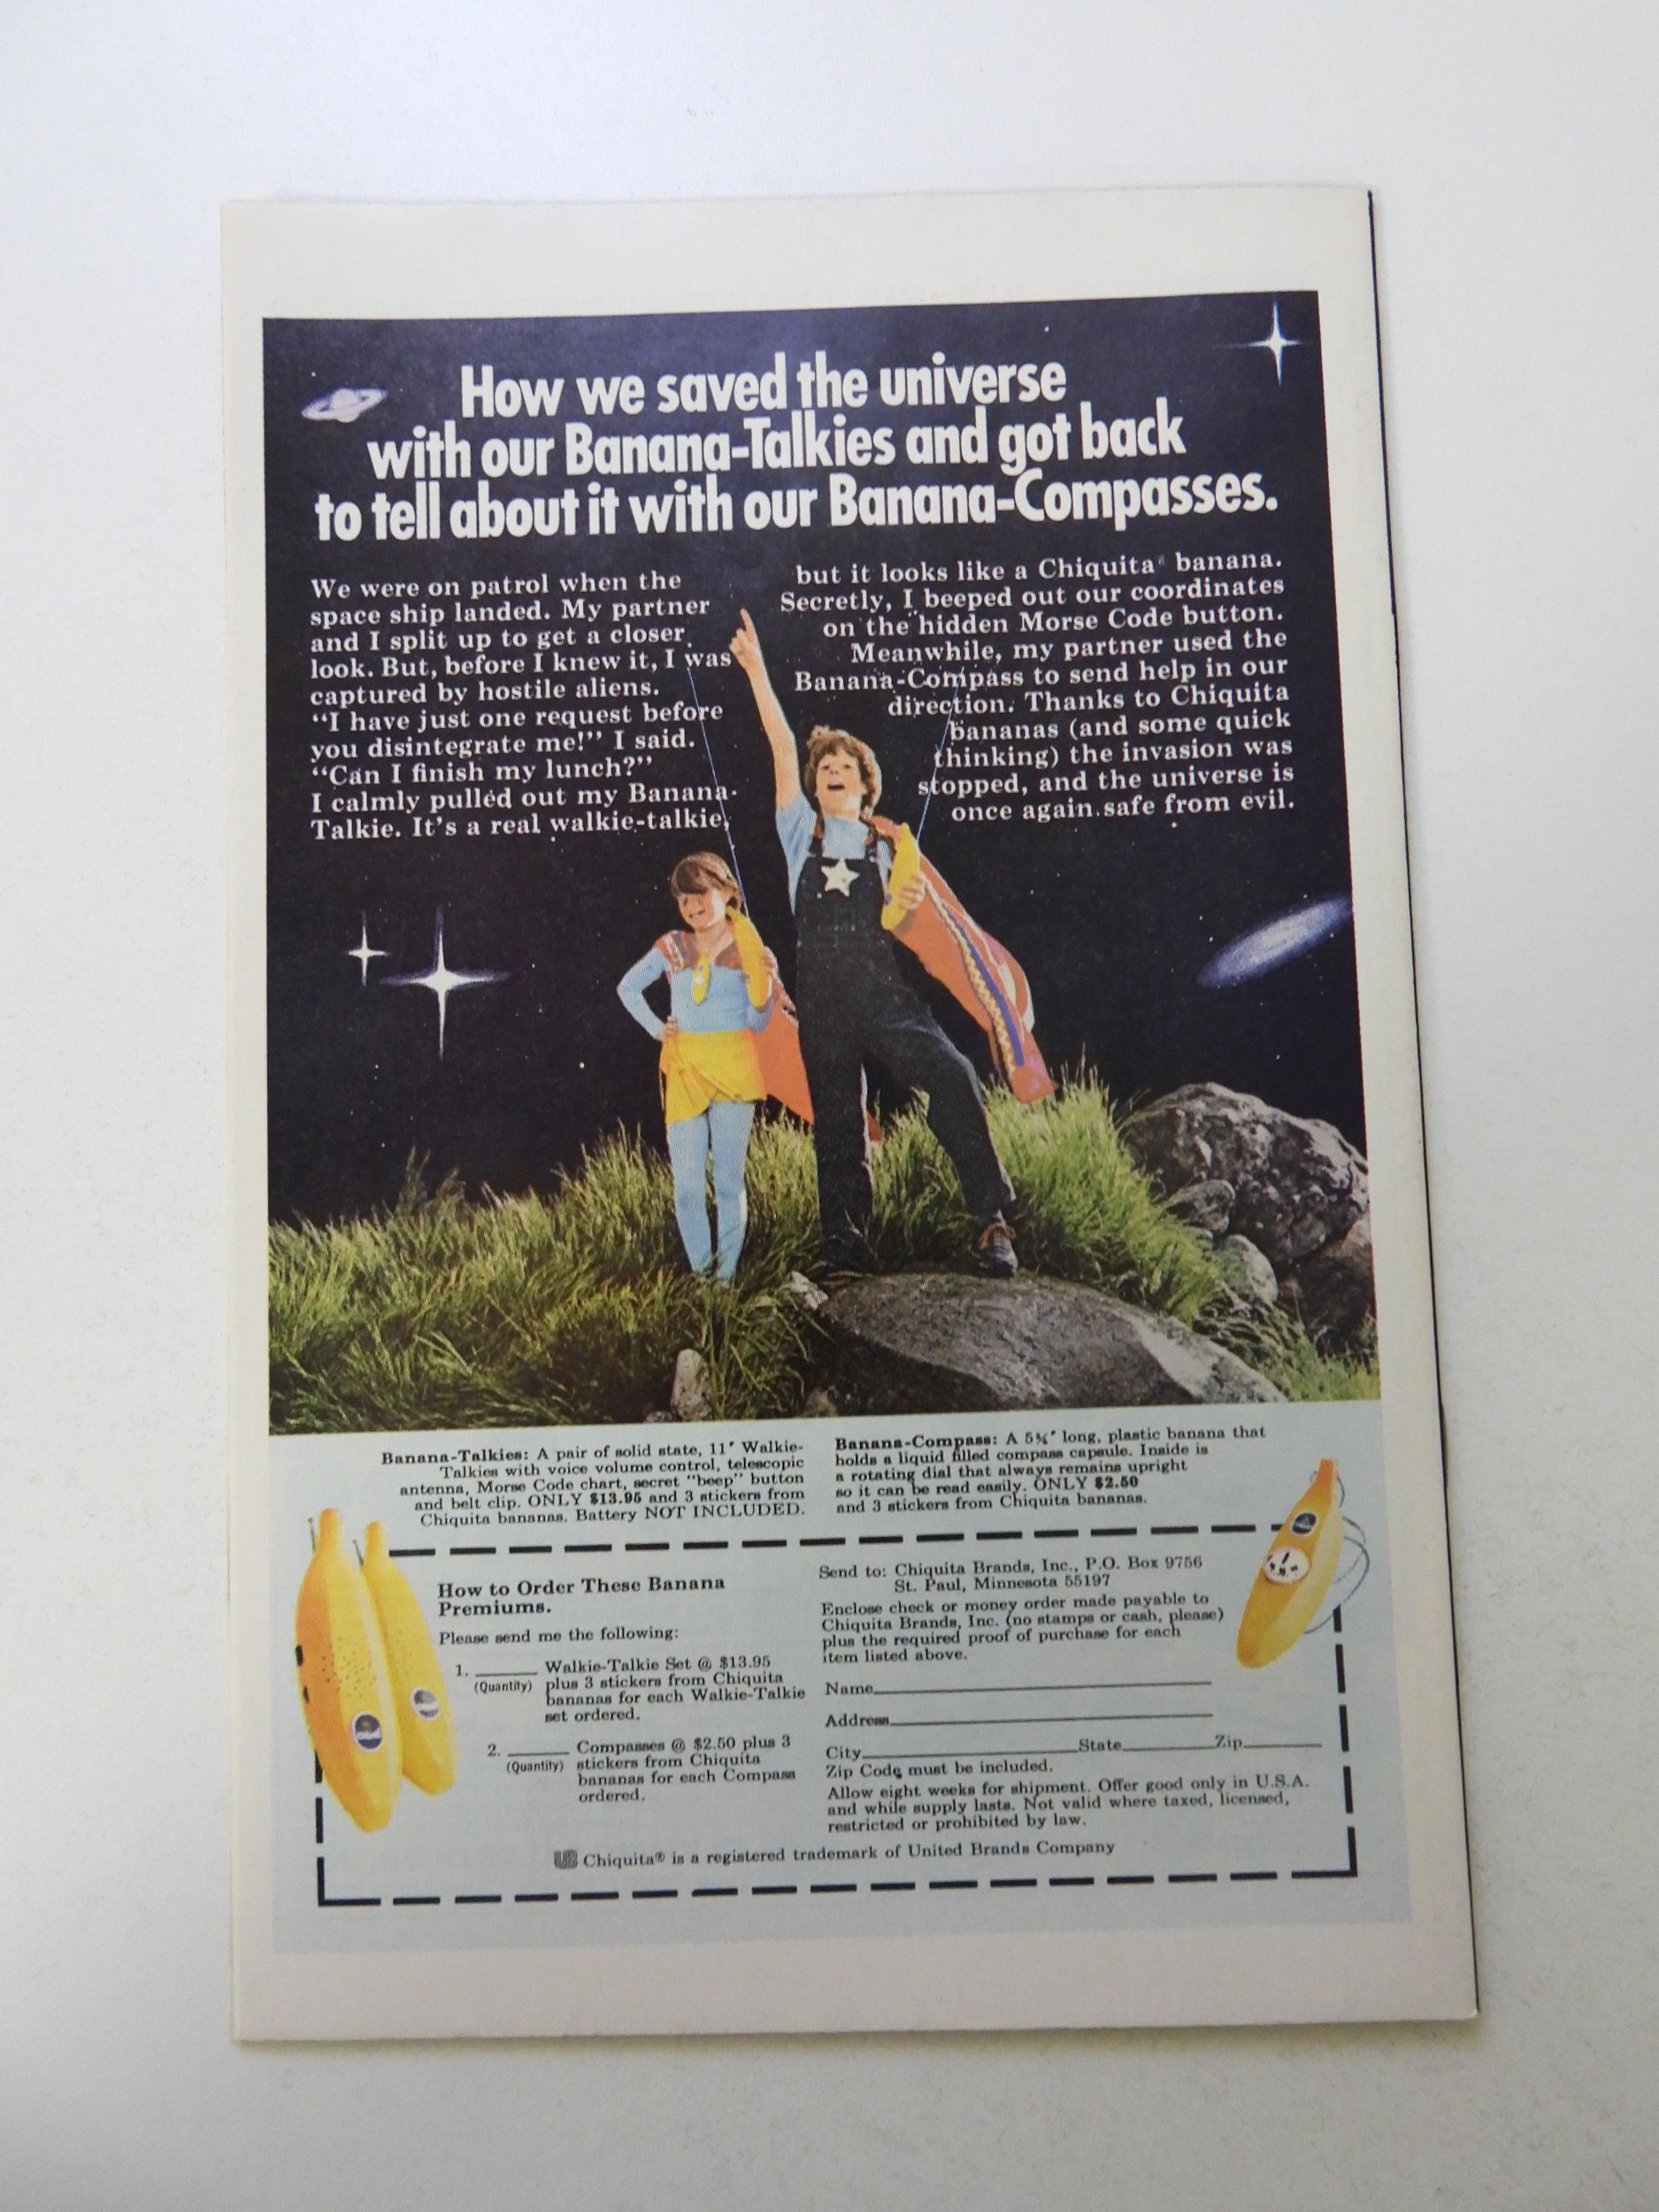 How we saved the universe
with our Banana-Talkies and got back
to tell about it with our Banana-Compasses.
We were on patrol when the
space ship landed. My partner
and I split up to get a closer
look. But, before I knew it, I was
captured by hostile aliens.
“I have just one request before
you disintegrate me!” I said.
“Can I finish my lunch?”
I calmly pulled out my Banana-
Talkie. It’s a real walkie-talkie,
but it looks like a Chiquita® banana.
Secretly, I beeped out our coordinates
on the hidden Morse Code button.
Meanwhile, my partner used the
Banana-Compass to send help in our
direction. Thanks to Chiquita
bananas (and some quick
thinking) the invasion was
stopped, and the universe is
once again safe from evil.
Banana-Talkies: A pair of solid state, 11″ Walkie-
Talkies with voice volume control, telescopic
antenna, Morse Code chart, secret “beep” button
and belt clip. ONLY $13.95 and 3 stickers from
Chiquita bananas. Battery NOT INCLUDED.
Banana-Compass: A 5¾″ long, plastic banana that
holds a liquid filled compass capsule. Inside is
a rotating dial that always remains upright
so it can be read easily. ONLY $2.50
and 3 stickers from Chiquita bananas.
How to Order These Banana
Premiums.
Please send me the following:
1. ______ Walkie-Talkie Set @ $13.95
(Quantity) plus 3 stickers from Chiquita
bananas for each Walkie-Talkie
set ordered.
2. ______ Compasses @ $2.50 plus 3
(Quantity) stickers from Chiquita
bananas for each Compass
ordered.
Send to: Chiquita Brands, Inc., P.O. Box 9756
St. Paul, Minnesota 55197
Enclose check or money order made payable to
Chiquita Brands, Inc. (no stamps or cash, please)
plus the required proof of purchase for each
item listed above.
Name
Address
City State Zip
Zip Code must be included.
Allow eight weeks for shipment. Offer good only in U.S.A.
and while supply lasts. Not valid where taxed, licensed,
restricted or prohibited by law.
UB Chiquita® is a registered trademark of United Brands Company